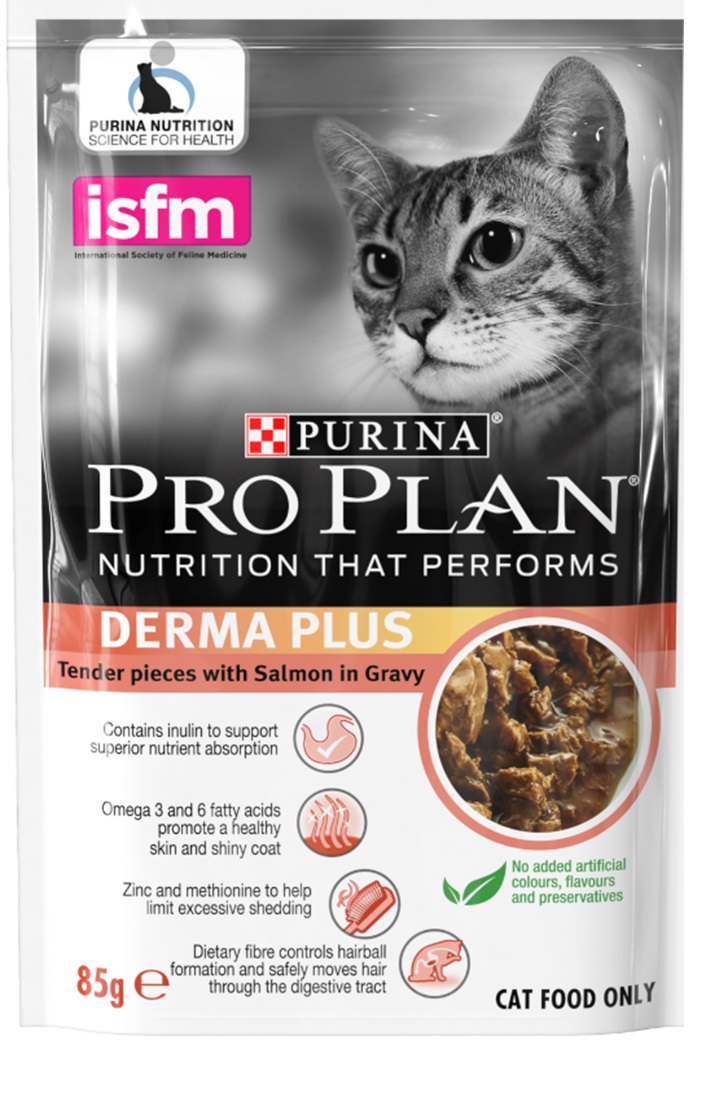 PURINA NUTRITION
SCIENCE FOR HEALTH
isfm
International Society of Feline Medicine
PURINA®
PRO PLAN®
NUTRITION THAT PERFORMS
DERMA PLUS
Tender pieces with Salmon in Gravy
Contains inulin to support
superior nutrient absorption
Omega 3 and 6 fatty acids
promote a healthy
skin and shiny coat
No added artificial
colours, flavours
and preservatives
Zinc and methionine to help
limit excessive shedding
Dietary fibre controls hairball
formation and safely moves hair
through the digestive tract
85g e
CAT FOOD ONLY